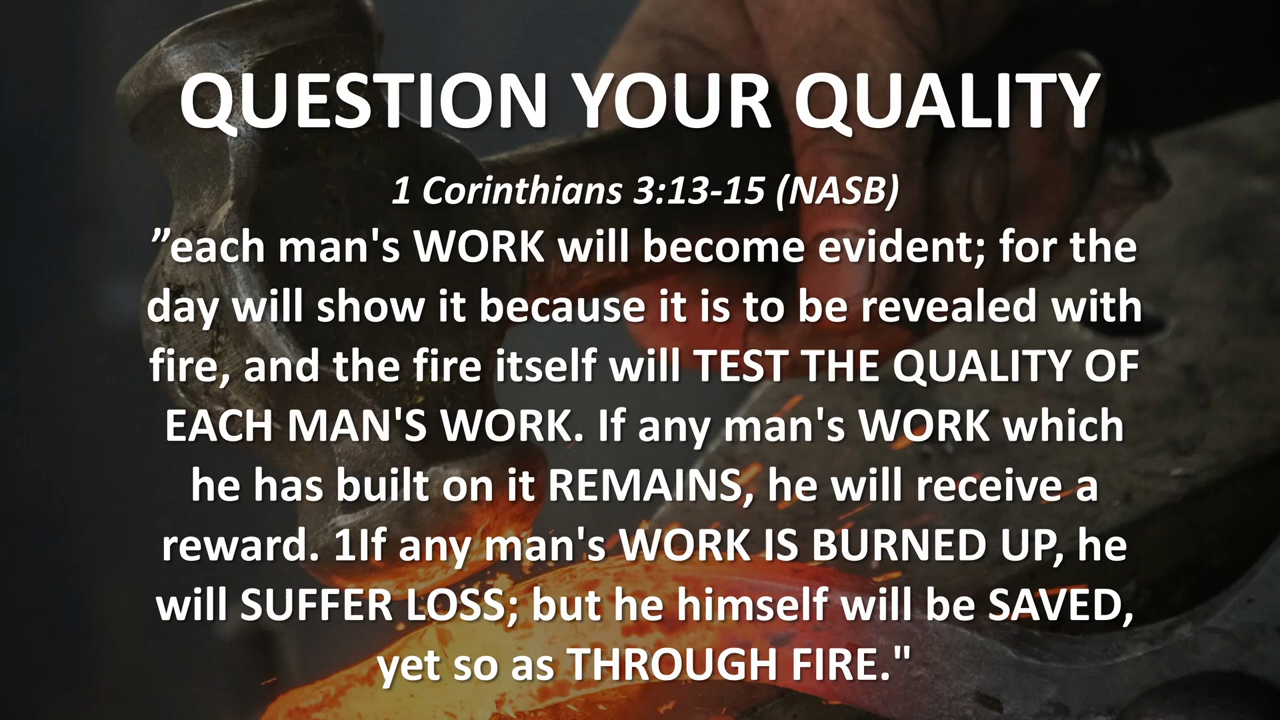 QUESTION YOUR QUALITY
1 Corinthians 3:13-15 (NASB)
”each man's WORK will become evident; for the
day will show it because it is to be revealed with
fire, and the fire itself will TEST THE QUALITY OF
EACH MAN'S WORK. If any man's WORK which
he has built on it REMAINS, he will receive a
reward. 1If any man's WORK IS BURNED UP, he
will SUFFER LOSS; but he himself will be SAVED,
yet so as THROUGH FIRE."